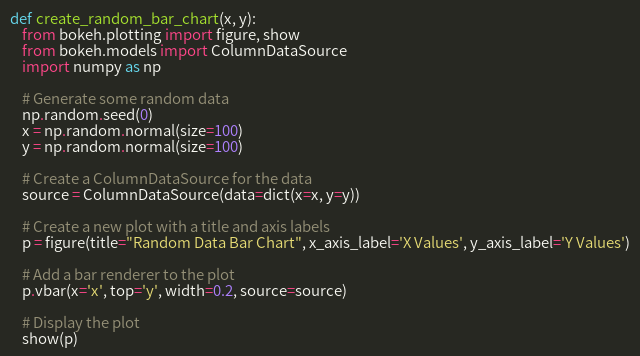 def create_random_bar_chart(x, y):
    from bokeh.plotting import figure, show
    from bokeh.models import ColumnDataSource
    import numpy as np

    # Generate some random data
    np.random.seed(0)
    x = np.random.normal(size=100)
    y = np.random.normal(size=100)

    # Create a ColumnDataSource for the data
    source = ColumnDataSource(data=dict(x=x, y=y))

    # Create a new plot with a title and axis labels
    p = figure(title="Random Data Bar Chart", x_axis_label='X Values', y_axis_label='Y Values')

    # Add a bar renderer to the plot
    p.vbar(x='x', top='y', width=0.2, source=source)

    # Display the plot
    show(p)